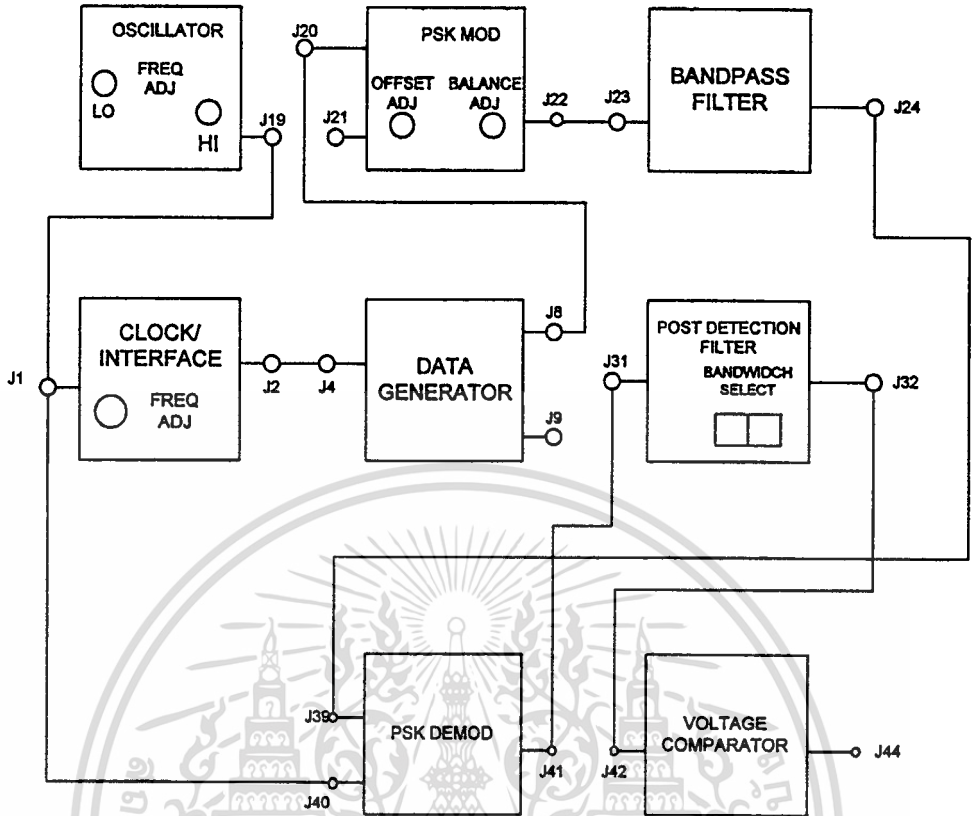 OSCILLATOR
FREQ
ADJ
LO
HI
J19
J20
J21
PSK MOD
OFFSET
ADJ
BALANCE
ADJ
J22
J23
BANDPASS
FILTER
J24
J1
CLOCK/
INTERFACE
FREQ
ADJ
J2
J4
DATA
GENERATOR
J8
J9
J31
POST DETECTION
FILTER
BANDWIDCH
SELECT
J32
J39
J40
PSK DEMOD
J41
J42
VOLTAGE
COMPARATOR
J44